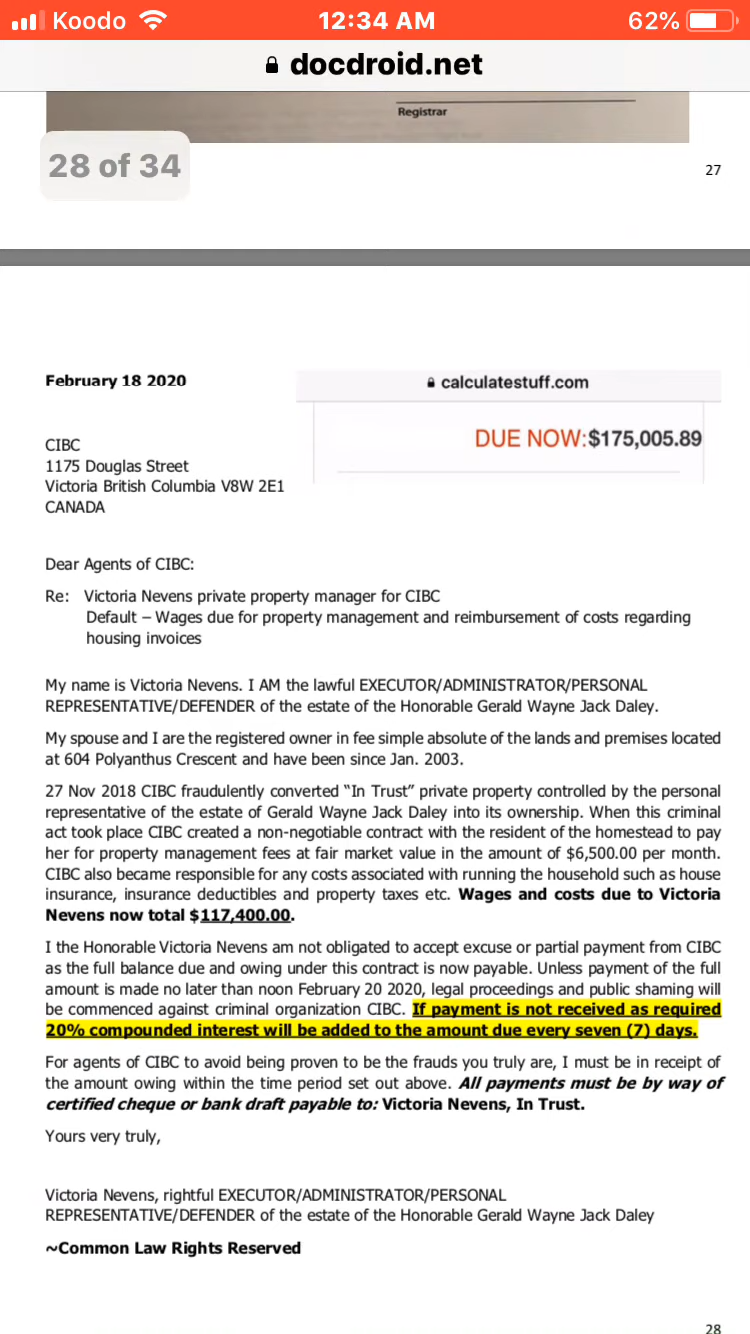 Koodo 12:34 AM 62%
docdroid.net
Registrar
28 of 34
27
February 18 2020
calculatestuff.com
DUE NOW:$175,005.89
CIBC
1175 Douglas Street
Victoria British Columbia V8W 2E1
CANADA
Dear Agents of CIBC:
Re: Victoria Nevens private property manager for CIBC
Default – Wages due for property management and reimbursement of costs regarding
housing invoices
My name is Victoria Nevens. I AM the lawful EXECUTOR/ADMINISTRATOR/PERSONAL
REPRESENTATIVE/DEFENDER of the estate of the Honorable Gerald Wayne Jack Daley.
My spouse and I are the registered owner in fee simple absolute of the lands and premises located
at 604 Polyanthus Crescent and have been since Jan. 2003.
27 Nov 2018 CIBC fraudulently converted “In Trust” private property controlled by the personal
representative of the estate of Gerald Wayne Jack Daley into its ownership. When this criminal
act took place CIBC created a non-negotiable contract with the resident of the homestead to pay
her for property management fees at fair market value in the amount of $6,500.00 per month.
CIBC also became responsible for any costs associated with running the household such as house
insurance, insurance deductibles and property taxes etc. Wages and costs due to Victoria
Nevens now total $117,400.00.
I the Honorable Victoria Nevens am not obligated to accept excuse or partial payment from CIBC
as the full balance due and owing under this contract is now payable. Unless payment of the full
amount is made no later than noon February 20 2020, legal proceedings and public shaming will
be commenced against criminal organization CIBC. If payment is not received as required
20% compounded interest will be added to the amount due every seven (7) days.
For agents of CIBC to avoid being proven to be the frauds you truly are, I must be in receipt of
the amount owing within the time period set out above. All payments must be by way of
certified cheque or bank draft payable to: Victoria Nevens, In Trust.
Yours very truly,
Victoria Nevens, rightful EXECUTOR/ADMINISTRATOR/PERSONAL
REPRESENTATIVE/DEFENDER of the estate of the Honorable Gerald Wayne Jack Daley
~Common Law Rights Reserved
28